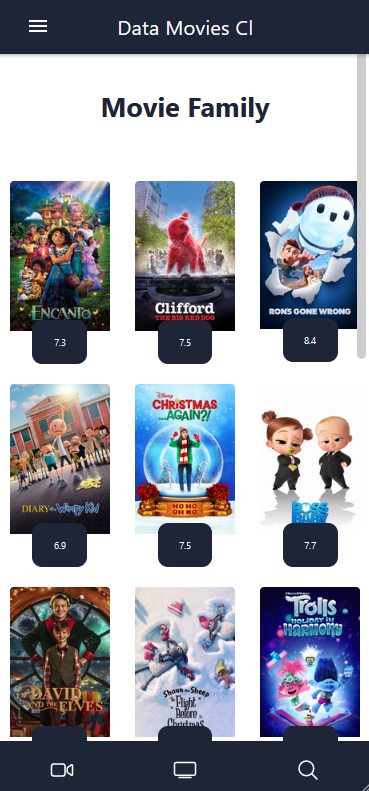 Data Movies Cl
Movie Family
ENCANTO
7.3
Clifford
THE BIG RED DOG
7.5
RON'S GONE WRONG
8.4
DIARY of a Wimpy Kid
6.9
Disney
CHRISTMAS
...AGAIN?!
HO HO
OH NO
7.5
BOSS
BABY
7.7
DAVID
AND THE ELVES
Shaun the Sheep
The Flight
Before
Christmas
DREAMWORKS
Trolls
HOLIDAY IN
HARMONY